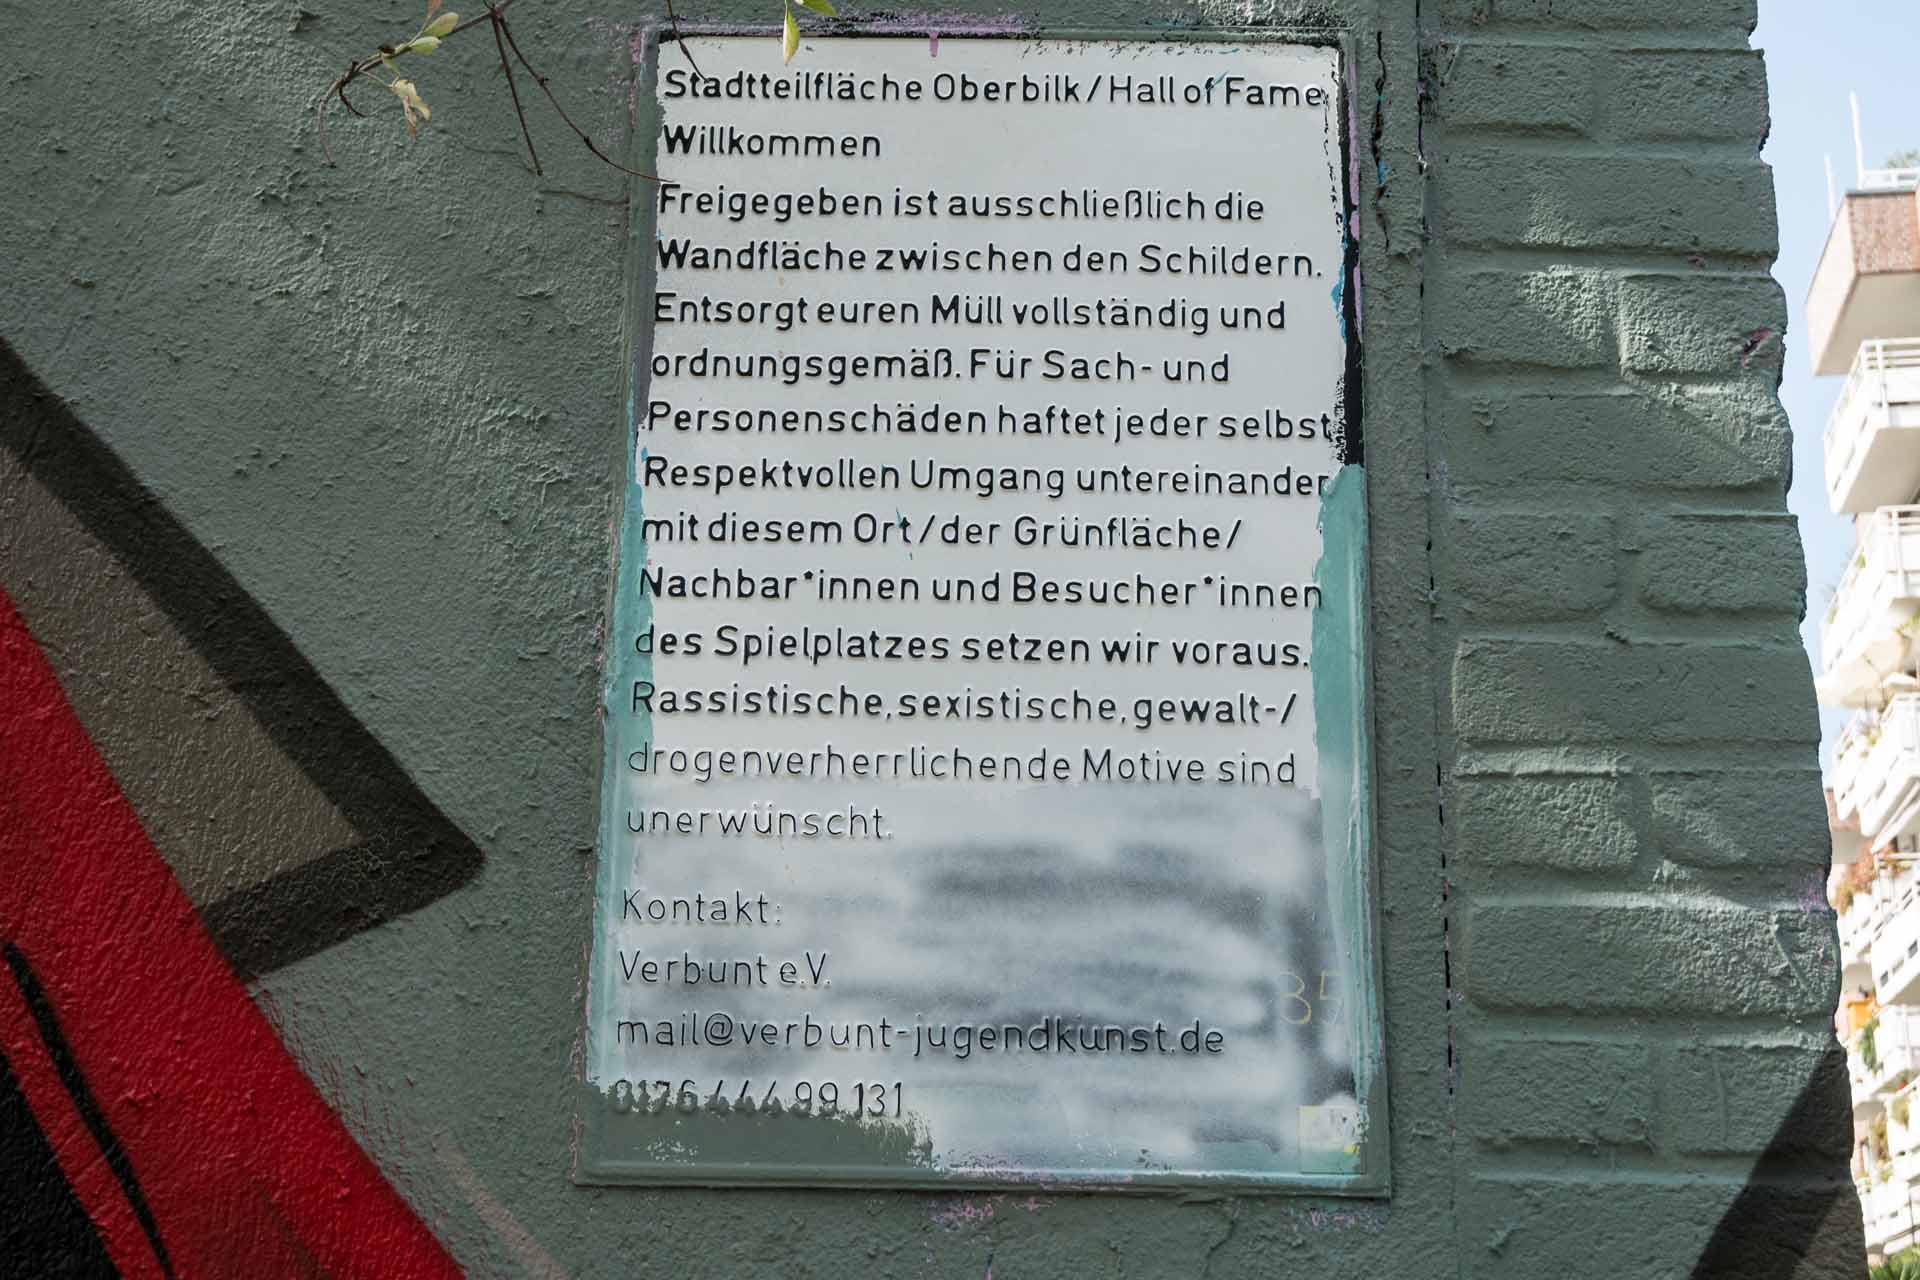 Stadtteilfläche Oberbilk/Hall of Fame
Willkommen
Freigegeben ist ausschließlich die
Wandfläche zwischen den Schildern.
Entsorgt euren Müll vollständig und
ordnungsgemäß. Für Sach- und
Personenschäden haftet jeder selbst
Respektvollen Umgang untereinander
mit diesem Ort/der Grünfläche/
Nachbar*innen und Besucher*innen
des Spielplatzes setzen wir voraus.
Rassistische, sexistische, gewalt-/
drogenverherrlichende Motive sind
unerwünscht.
Kontakt:
Verbunt e.V.
mail@verbunt-jugendkunst.de
0176 444 99 131
35